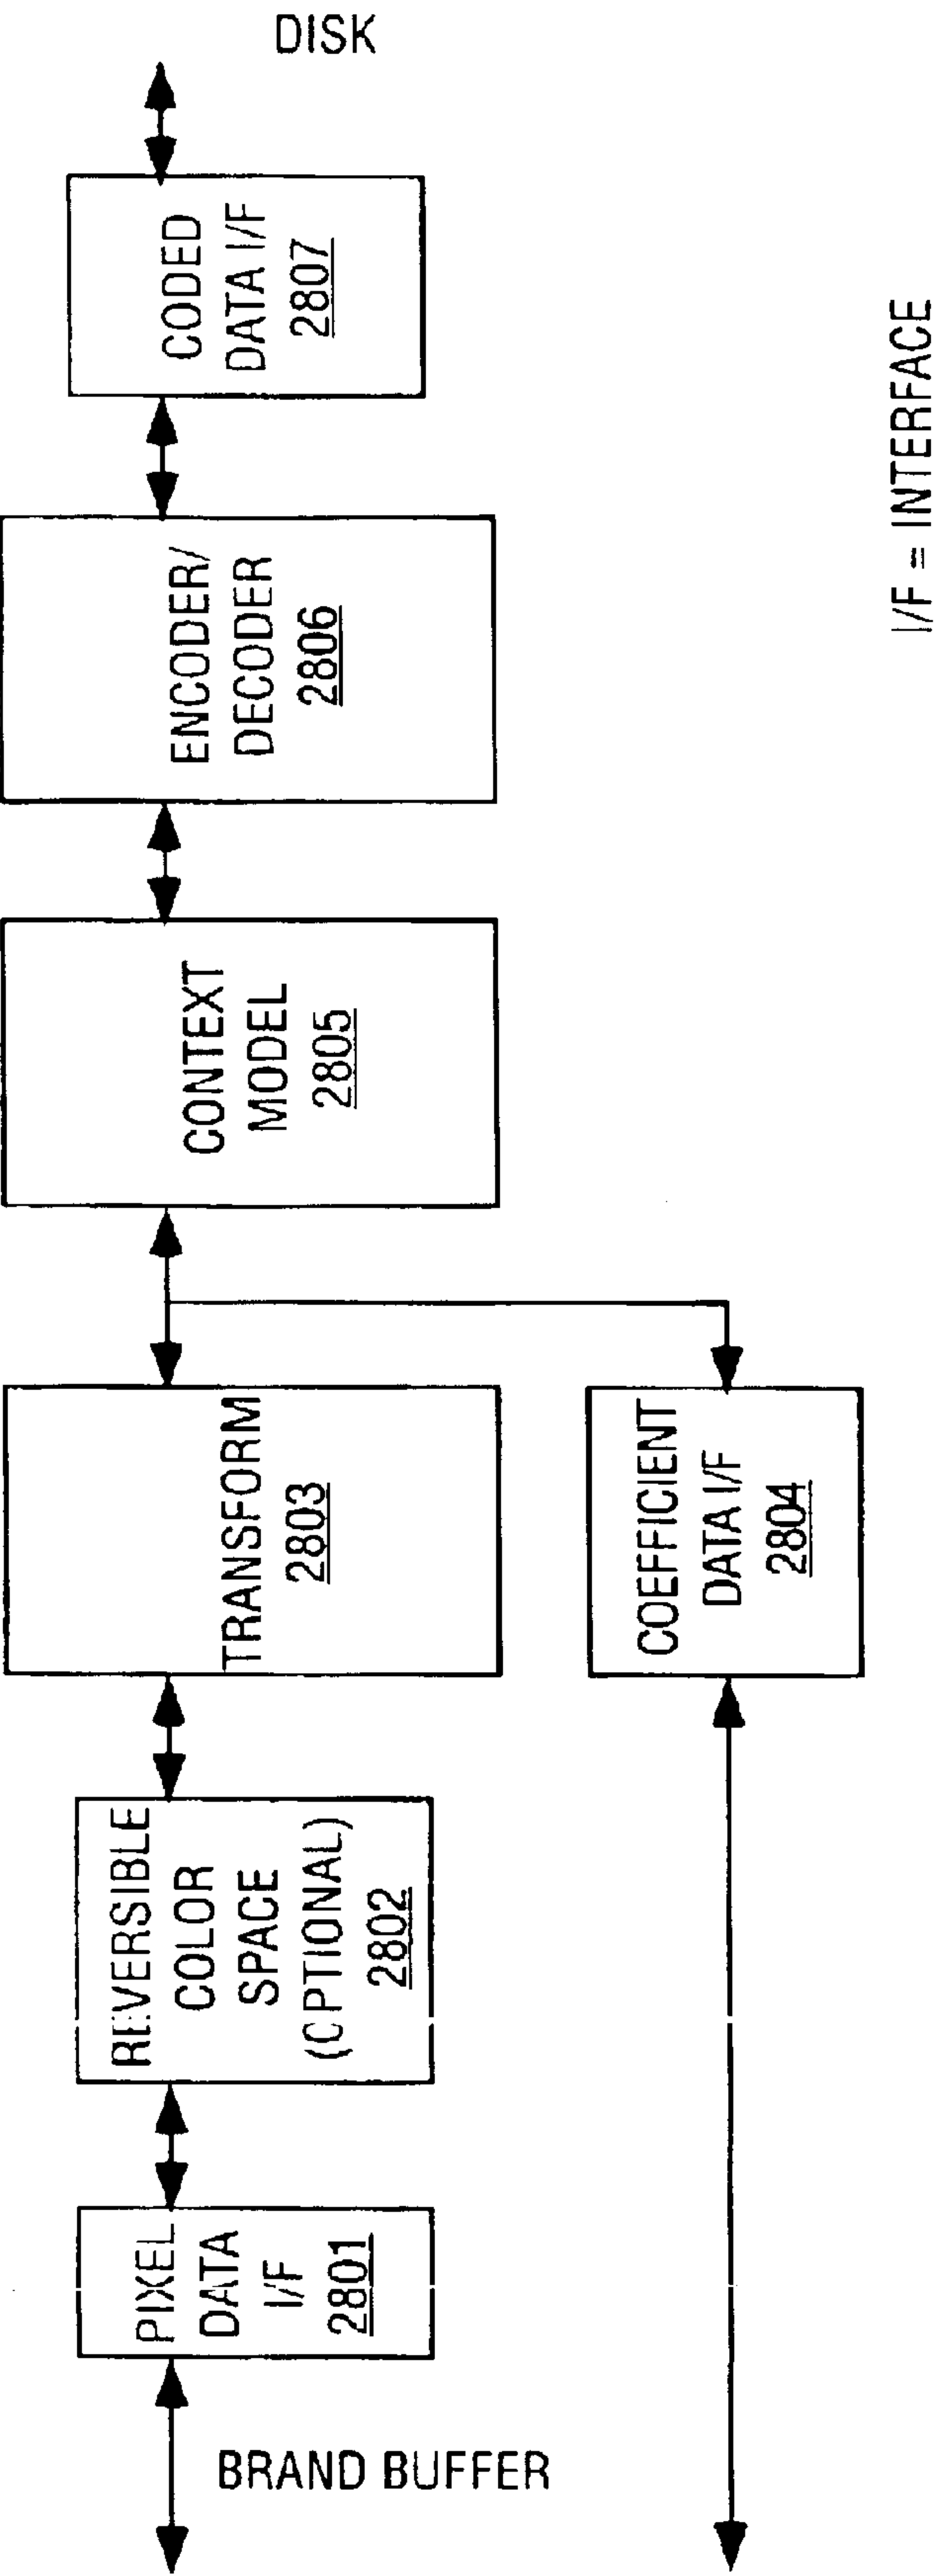 BRAND BUFFER
PIXEL
DATA
I/F
2801
REVERSIBLE
COLOR
SPACE
(OPTIONAL)
2802
TRANSFORM
2803
COEFFICIENT
DATA I/F
2804
CONTEXT
MODEL
2805
ENCODER/
DECODER
2806
CODED
DATA I/F
2807
DISK
I/F = INTERFACE